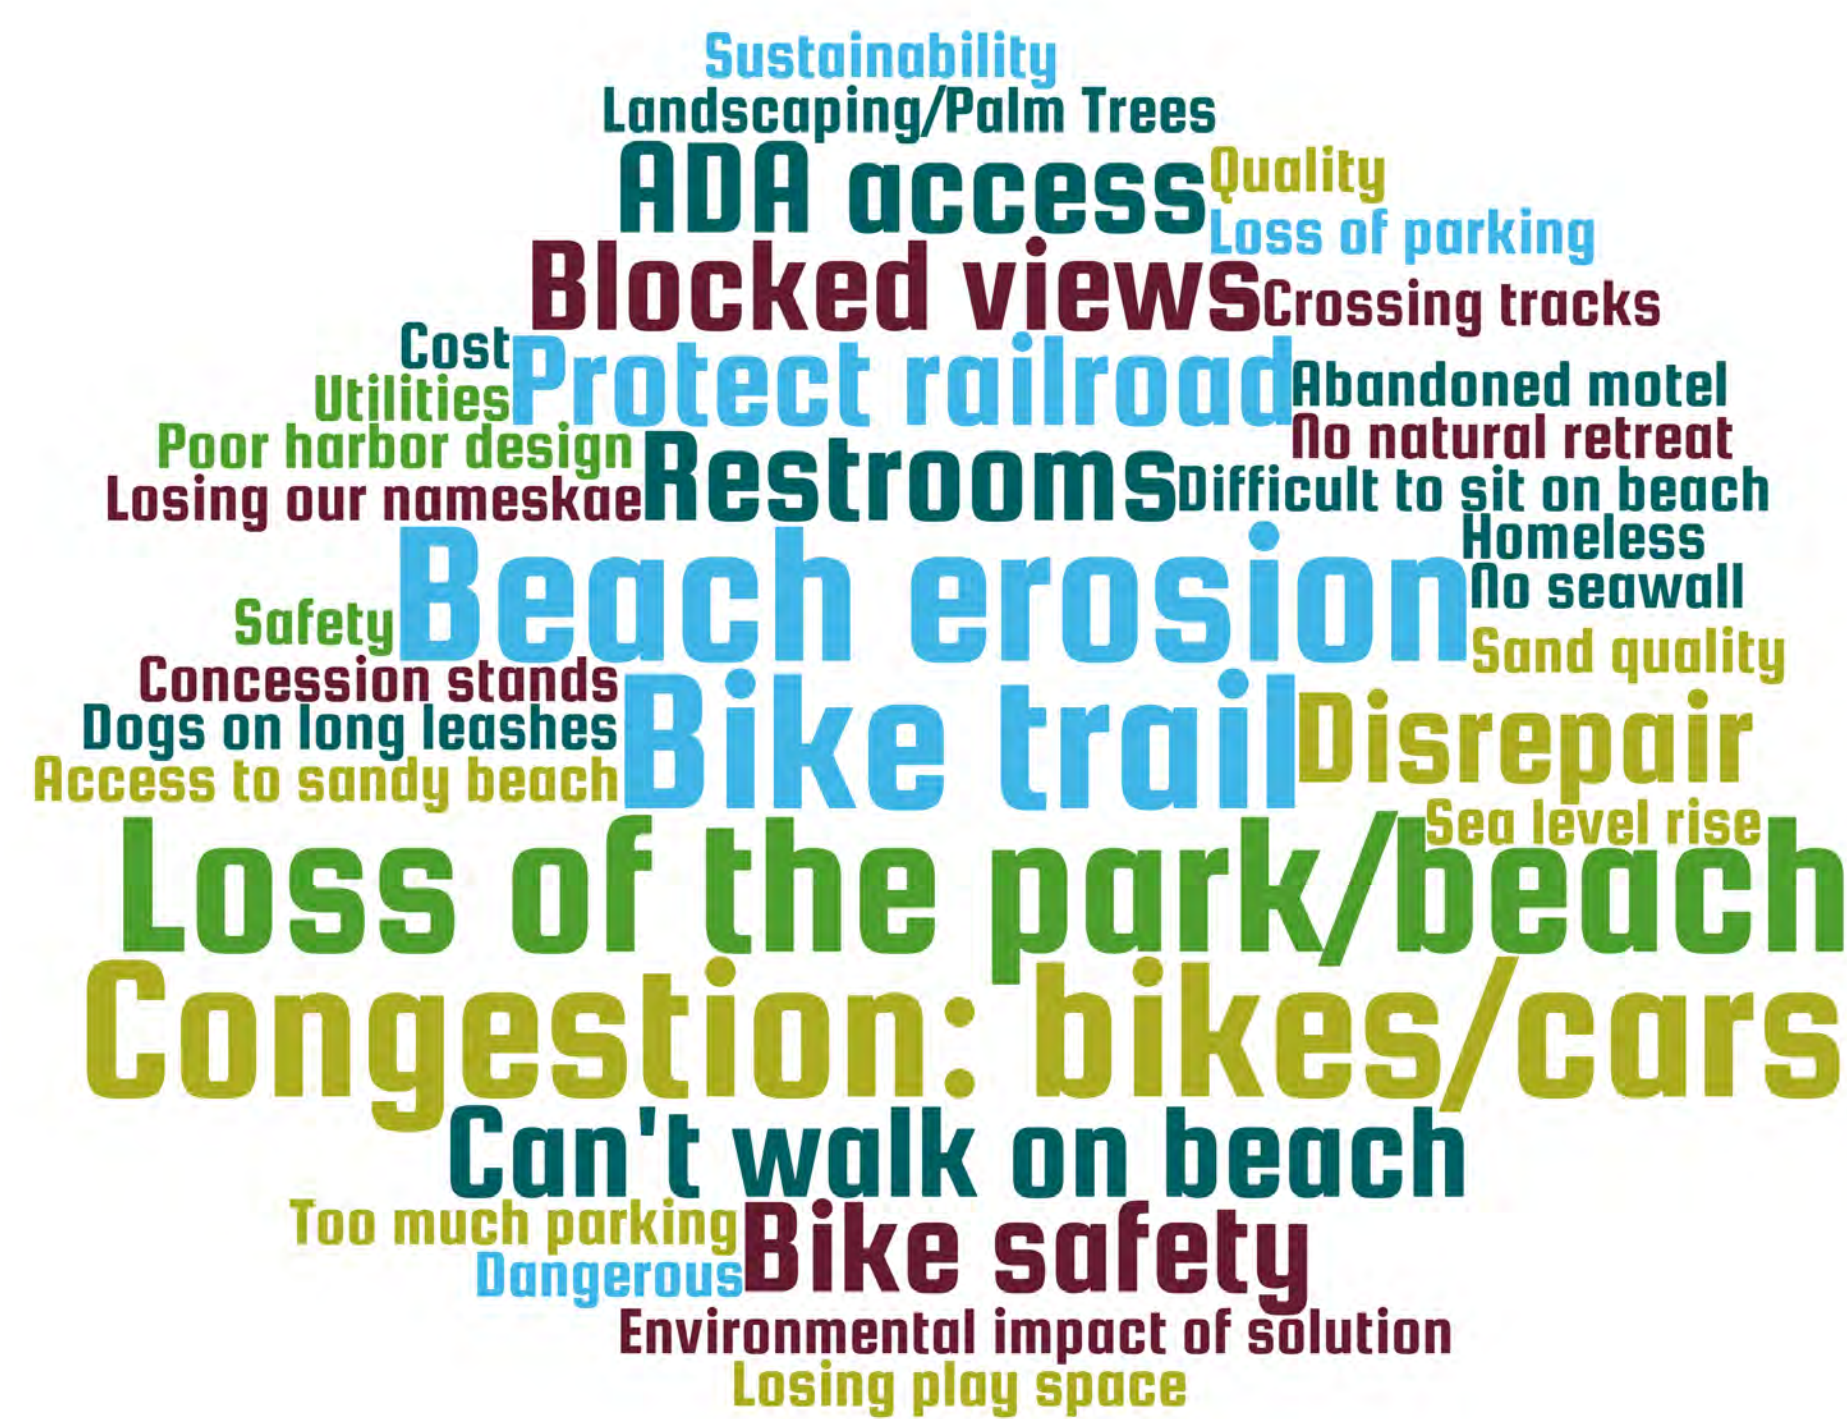 Sustainability
Landscaping/Palm Trees
ADA access
Quality
Loss of parking
Blocked views
Crossing tracks
Cost
Protect railroad
Abandoned motel
Utilities
No natural retreat
Poor harbor design
Restrooms
Difficult to sit on beach
Losing our nameskae
Homeless
Beach erosion
No seawall
Safety
Sand quality
Concession stands
Bike trail
Disrepair
Dogs on long leashes
Access to sandy beach
Sea level rise
Loss of the park/beach
Congestion: bikes/cars
Can't walk on beach
Too much parking
Bike safety
Dangerous
Environmental impact of solution
Losing play space